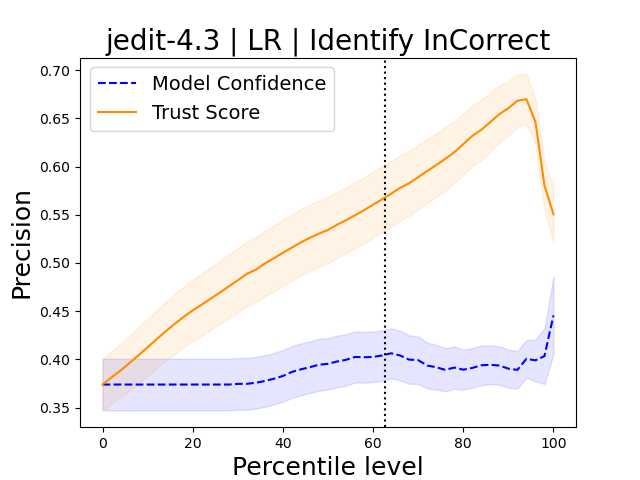 jedit-4.3 | LR | Identify InCorrect
Model Confidence
Trust Score
Precision
0.70
0.65
0.60
0.55
0.50
0.45
0.40
0.35
0 20 40 60 80 100
Percentile level